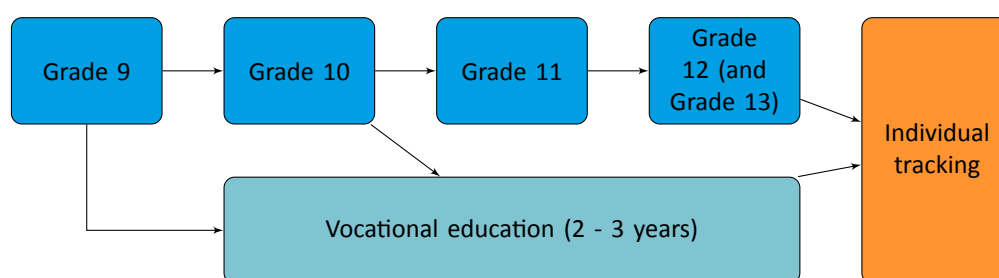 Grade 9
Grade 10
Grade 11
Grade
12 (and
Grade 13)
Individual
tracking
Vocational education (2 - 3 years)